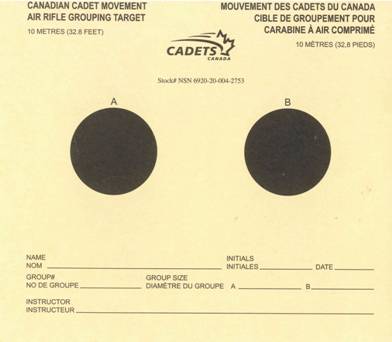 CANADIAN CADET MOVEMENT
AIR RIFLE GROUPING TARGET
10 METRES (32.8 FEET)
MOUVEMENT DES CADETS DU CANADA
CIBLE DE GROUPEMENT POUR
CARABINE À AIR COMPRIMÉ
10 MÈTRES (32,8 PIEDS)
CADETS
CANADA
Stock# NSN 6920-20-004-2753
A B
NAME INITIALS
NOM INITIALES DATE
GROUP# GROUP SIZE
NO DE GROUPE DIAMÈTRE DU GROUPE A B
INSTRUCTOR
INSTRUCTEUR